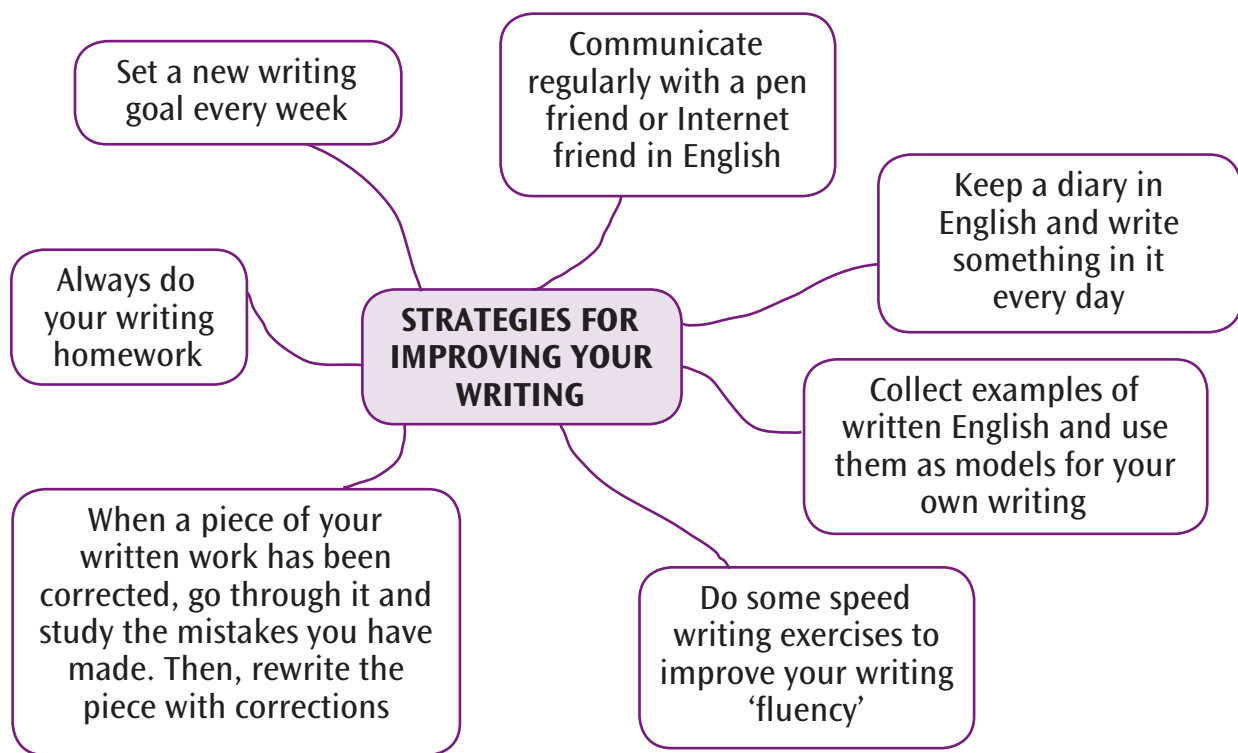 Set a new writing
goal every week
Communicate
regularly with a pen
friend or Internet
friend in English
Keep a diary in
English and write
something in it
every day
Always do
your writing
homework
STRATEGIES FOR
IMPROVING YOUR
WRITING
Collect examples of
written English and use
them as models for your
own writing
When a piece of your
written work has been
corrected, go through it and
study the mistakes you have
made. Then, rewrite the
piece with corrections
Do some speed
writing exercises to
improve your writing
‘fluency’